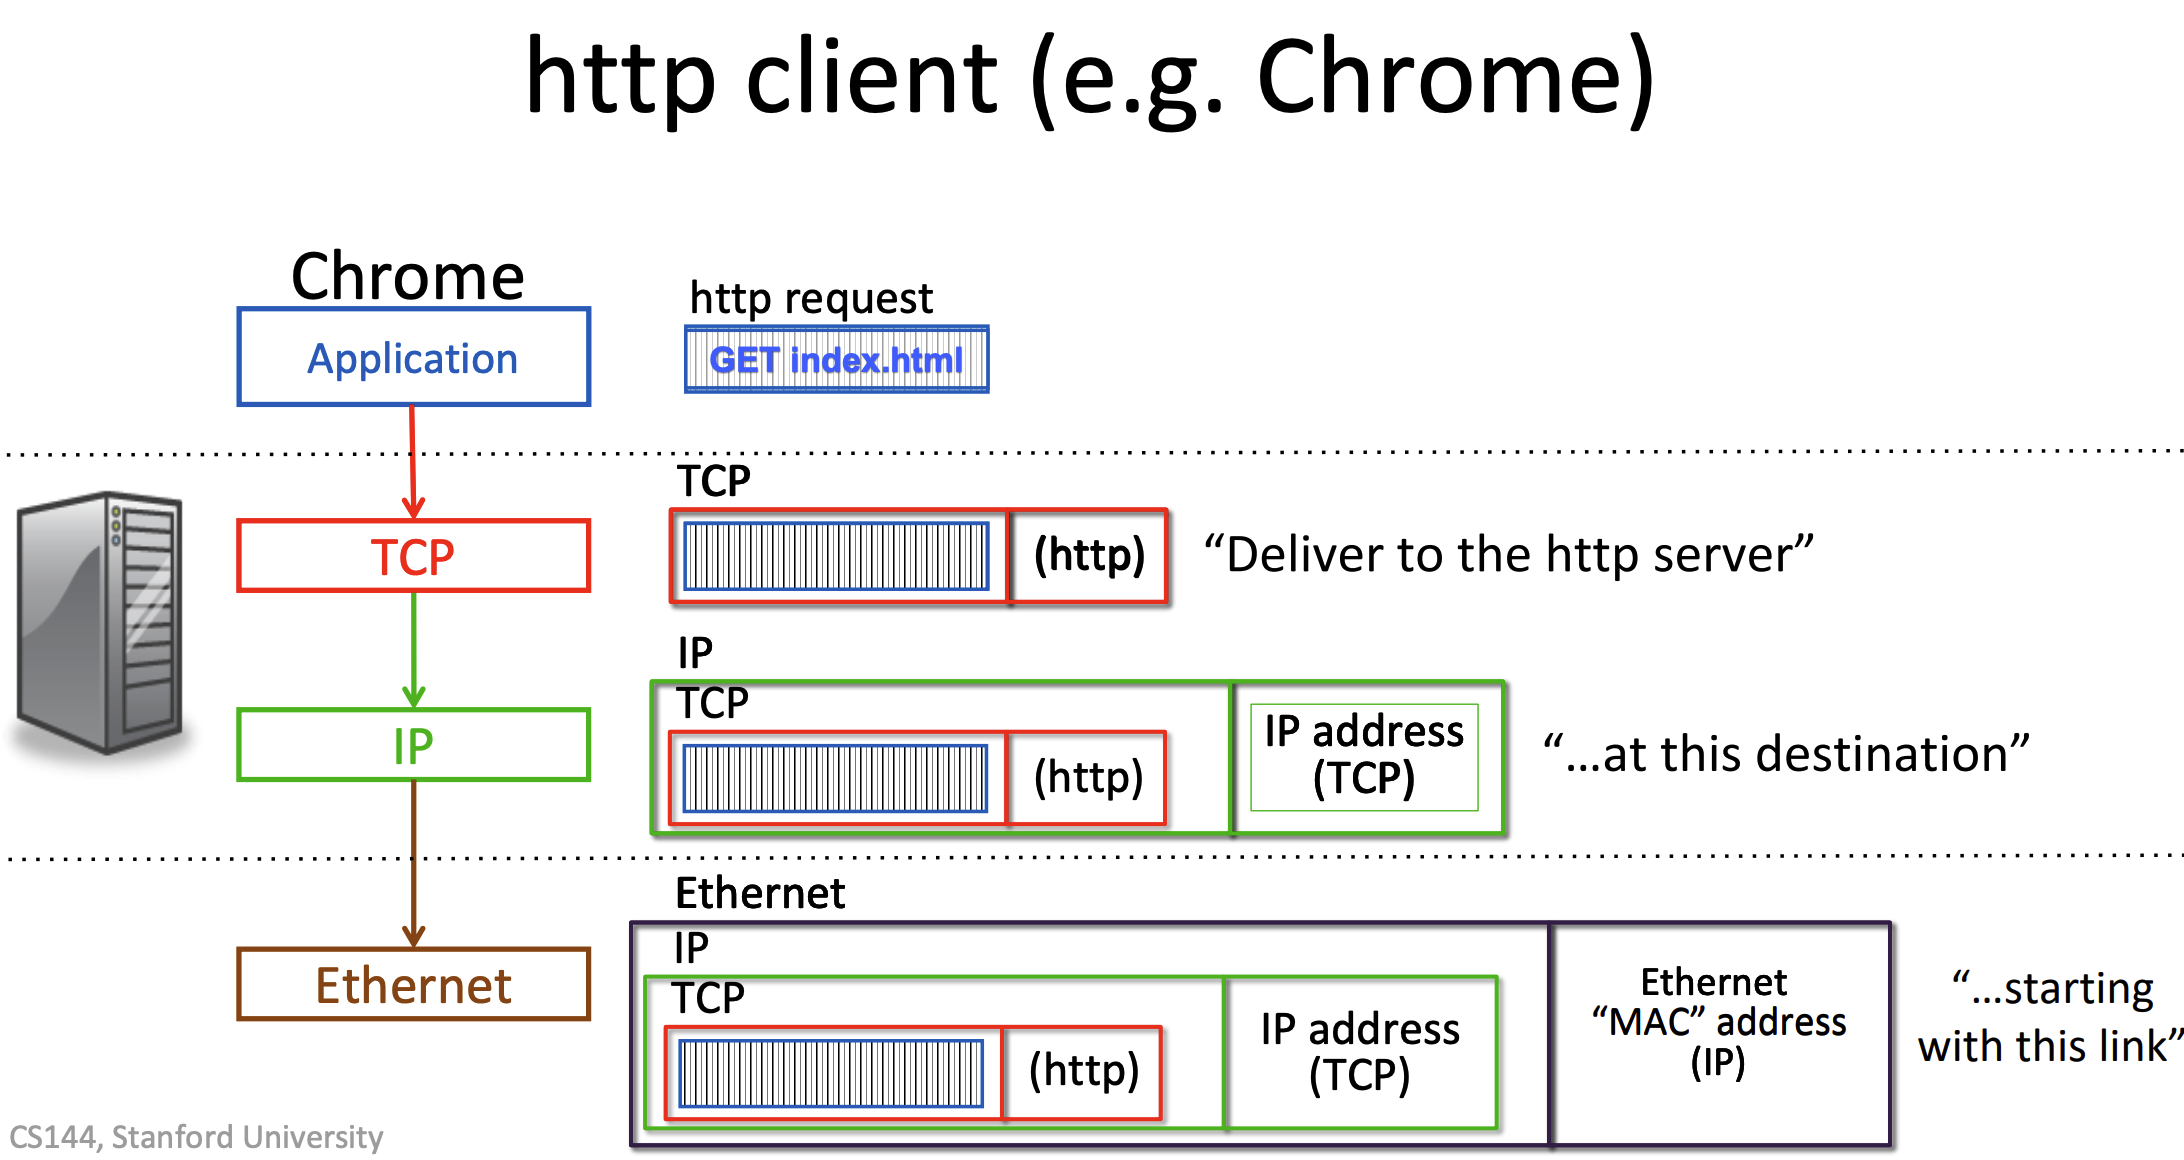 http client (e.g. Chrome)
Chrome
http request
Application
GET index.html
TCP
TCP
(http)
“Deliver to the http server”
IP
TCP
IP
(http)
IP address
(TCP)
“...at this destination”
Ethernet
IP
TCP
Ethernet
(http)
IP address
(TCP)
Ethernet
“MAC” address
(IP)
“...starting
with this link”
CS144, Stanford University